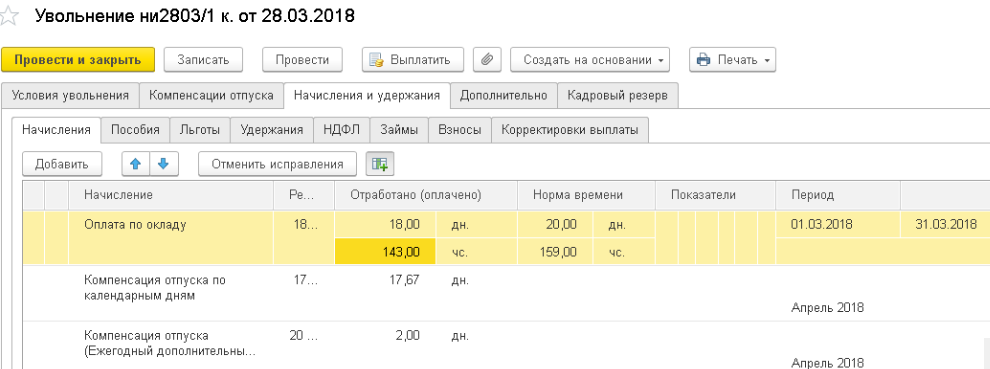 Увольнение ни2803/1 к. от 28.03.2018
Провести и закрыть Записать Провести Выплатить Создать на основании Печать
Условия увольнения Компенсации отпуска Начисления и удержания Дополнительно Кадровый резерв
Начисления Пособия Льготы Удержания НДФЛ Займы Взносы Корректировки выплаты
Добавить Отменить исправления
Начисление Ре... Отработано (оплачено) Норма времени Показатели Период
Оплата по окладу 18... 18,00 дн. 20,00 дн. 01.03.2018 31.03.2018
143,00 чс. 159,00 чс.
Компенсация отпуска по 17... 17,67 дн.
календарным дням
Апрель 2018
Компенсация отпуска 20 ... 2,00 дн.
(Ежегодный дополнительны...
Апрель 2018